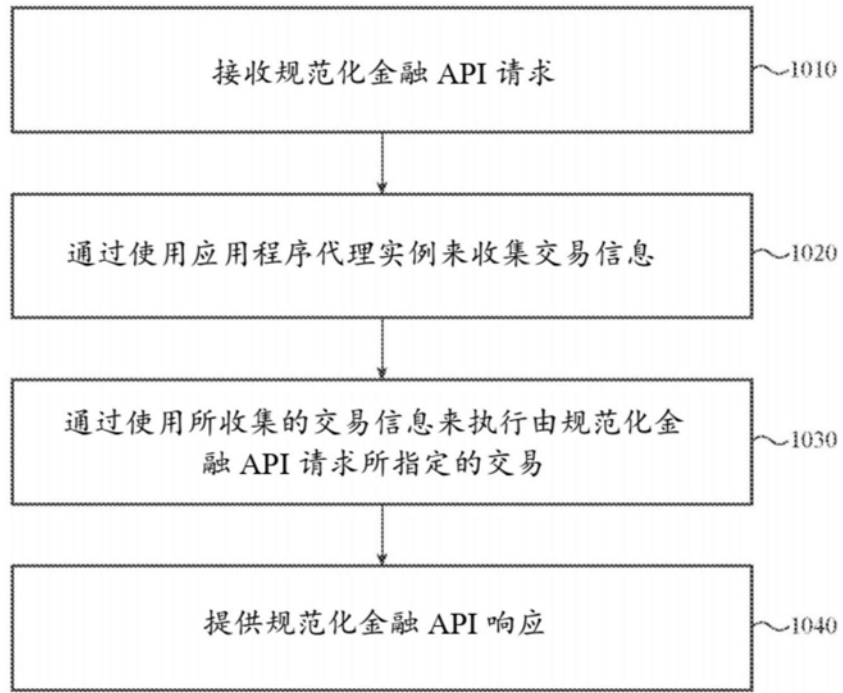 接收规范化金融 API 请求
1010
通过使用应用程序代理实例来收集交易信息
1020
通过使用所收集的交易信息来执行由规范化金
融 API 请求所指定的交易
1030
提供规范化金融 API 响应
1040